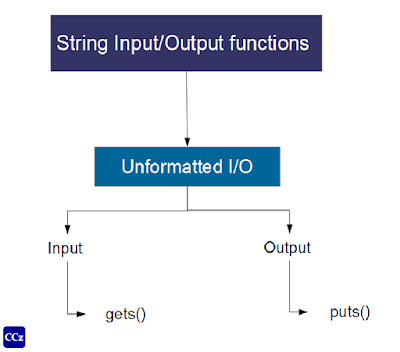 String Input/Output functions
Unformatted I/O
Input
Output
gets()
puts()
CCz